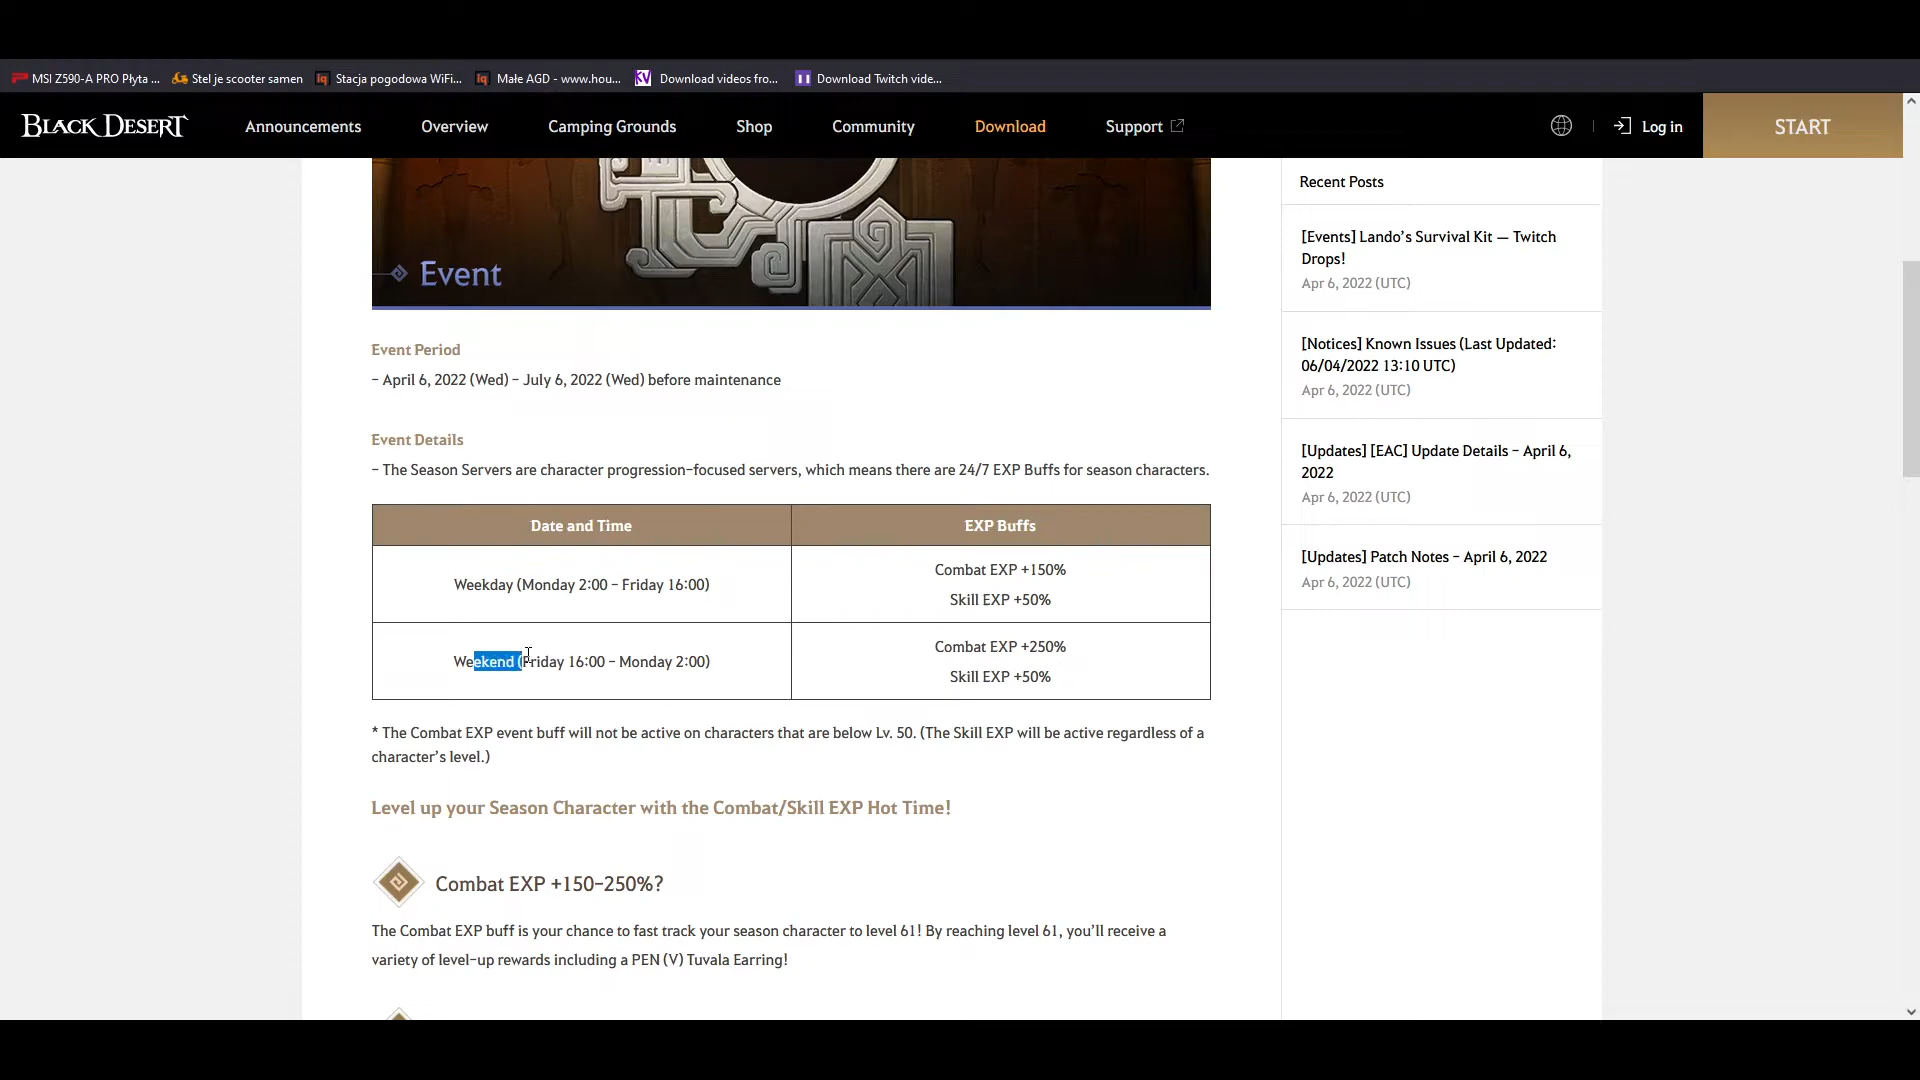 MSI Z590-A PRO Płyta ... Stel je scooter samen Stacja pogodowa WiFi... Małe AGD - www.hou... Download videos fro... Download Twitch vide...
BLACK DESERT Announcements Overview Camping Grounds Shop Community Download Support Log in START
Event
Event Period
- April 6, 2022 (Wed) - July 6, 2022 (Wed) before maintenance
Event Details
- The Season Servers are character progression-focused servers, which means there are 24/7 EXP Buffs for season characters.
Date and Time EXP Buffs
Weekday (Monday 2:00 - Friday 16:00)
Combat EXP +150%
Skill EXP +50%
Weekend (Friday 16:00 - Monday 2:00)
Combat EXP +250%
Skill EXP +50%
* The Combat EXP event buff will not be active on characters that are below Lv. 50. (The Skill EXP will be active regardless of a
character's level.)
Level up your Season Character with the Combat/Skill EXP Hot Time!
Combat EXP +150-250%?
The Combat EXP buff is your chance to fast track your season character to level 61! By reaching level 61, you'll receive a
variety of level-up rewards including a PEN (V) Tuvala Earring!
Recent Posts
[Events] Lando's Survival Kit — Twitch
Drops!
Apr 6, 2022 (UTC)
[Notices] Known Issues (Last Updated:
06/04/2022 13:10 UTC)
Apr 6, 2022 (UTC)
[Updates] [EAC] Update Details - April 6,
2022
Apr 6, 2022 (UTC)
[Updates] Patch Notes - April 6, 2022
Apr 6, 2022 (UTC)